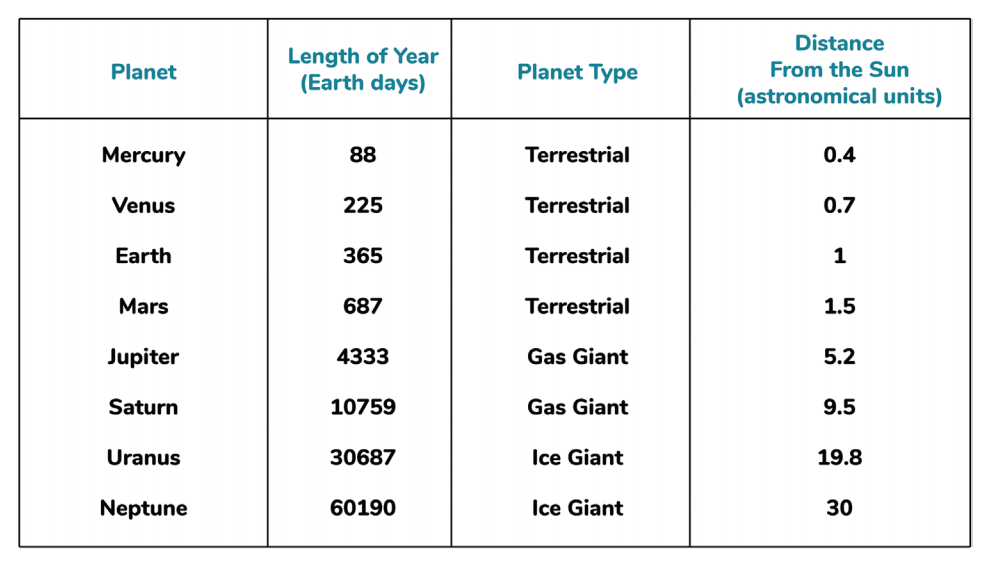 Planet
Length of Year
(Earth days)
Planet Type
Distance
From the Sun
(astronomical units)
Mercury 88 Terrestrial 0.4
Venus 225 Terrestrial 0.7
Earth 365 Terrestrial 1
Mars 687 Terrestrial 1.5
Jupiter 4333 Gas Giant 5.2
Saturn 10759 Gas Giant 9.5
Uranus 30687 Ice Giant 19.8
Neptune 60190 Ice Giant 30